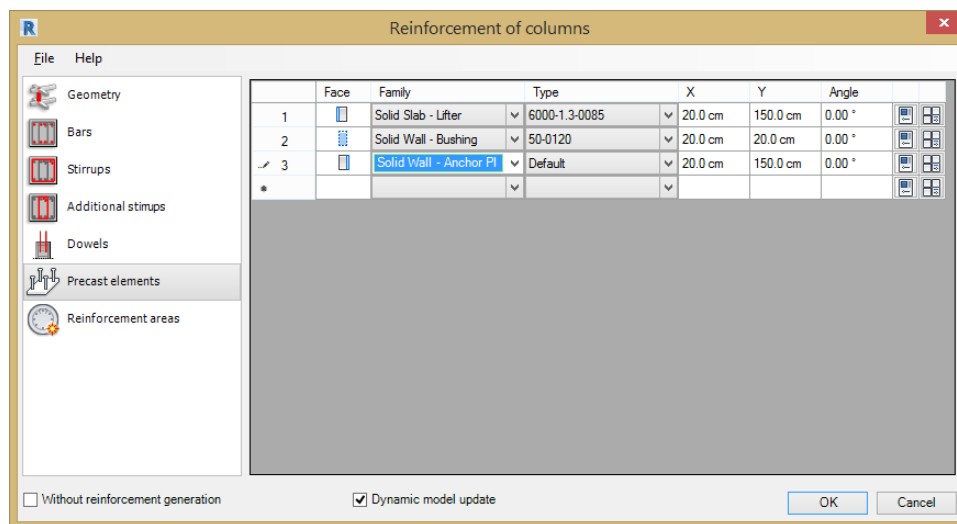 Reinforcement of columns
File Help
Geometry
Bars
Stirrups
Additional stirrups
Dowels
Precast elements
Reinforcement areas
Face Family Type X Y Angle
1 Solid Slab - Lifter 6000-1.3-0085 20.0 cm 150.0 cm 0.00 °
2 Solid Wall - Bushing 50-0120 20.0 cm 20.0 cm 0.00 °
3 Solid Wall - Anchor Pl Default 20.0 cm 150.0 cm 0.00 °
Without reinforcement generation
Dynamic model update
OK Cancel